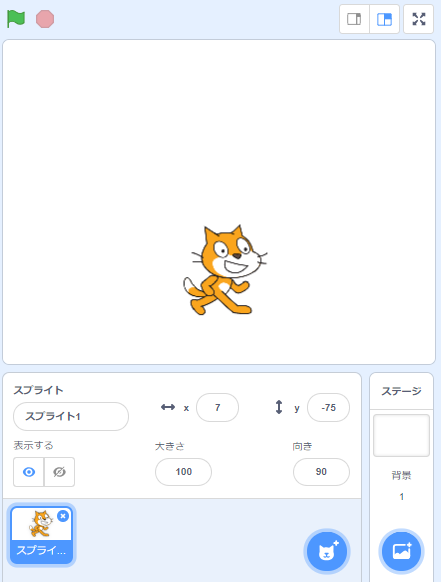 スプライト
ステージ
スプライト1
x
7
y
-75
表示する
大きさ
100
向き
90
背景
1
スプライ...